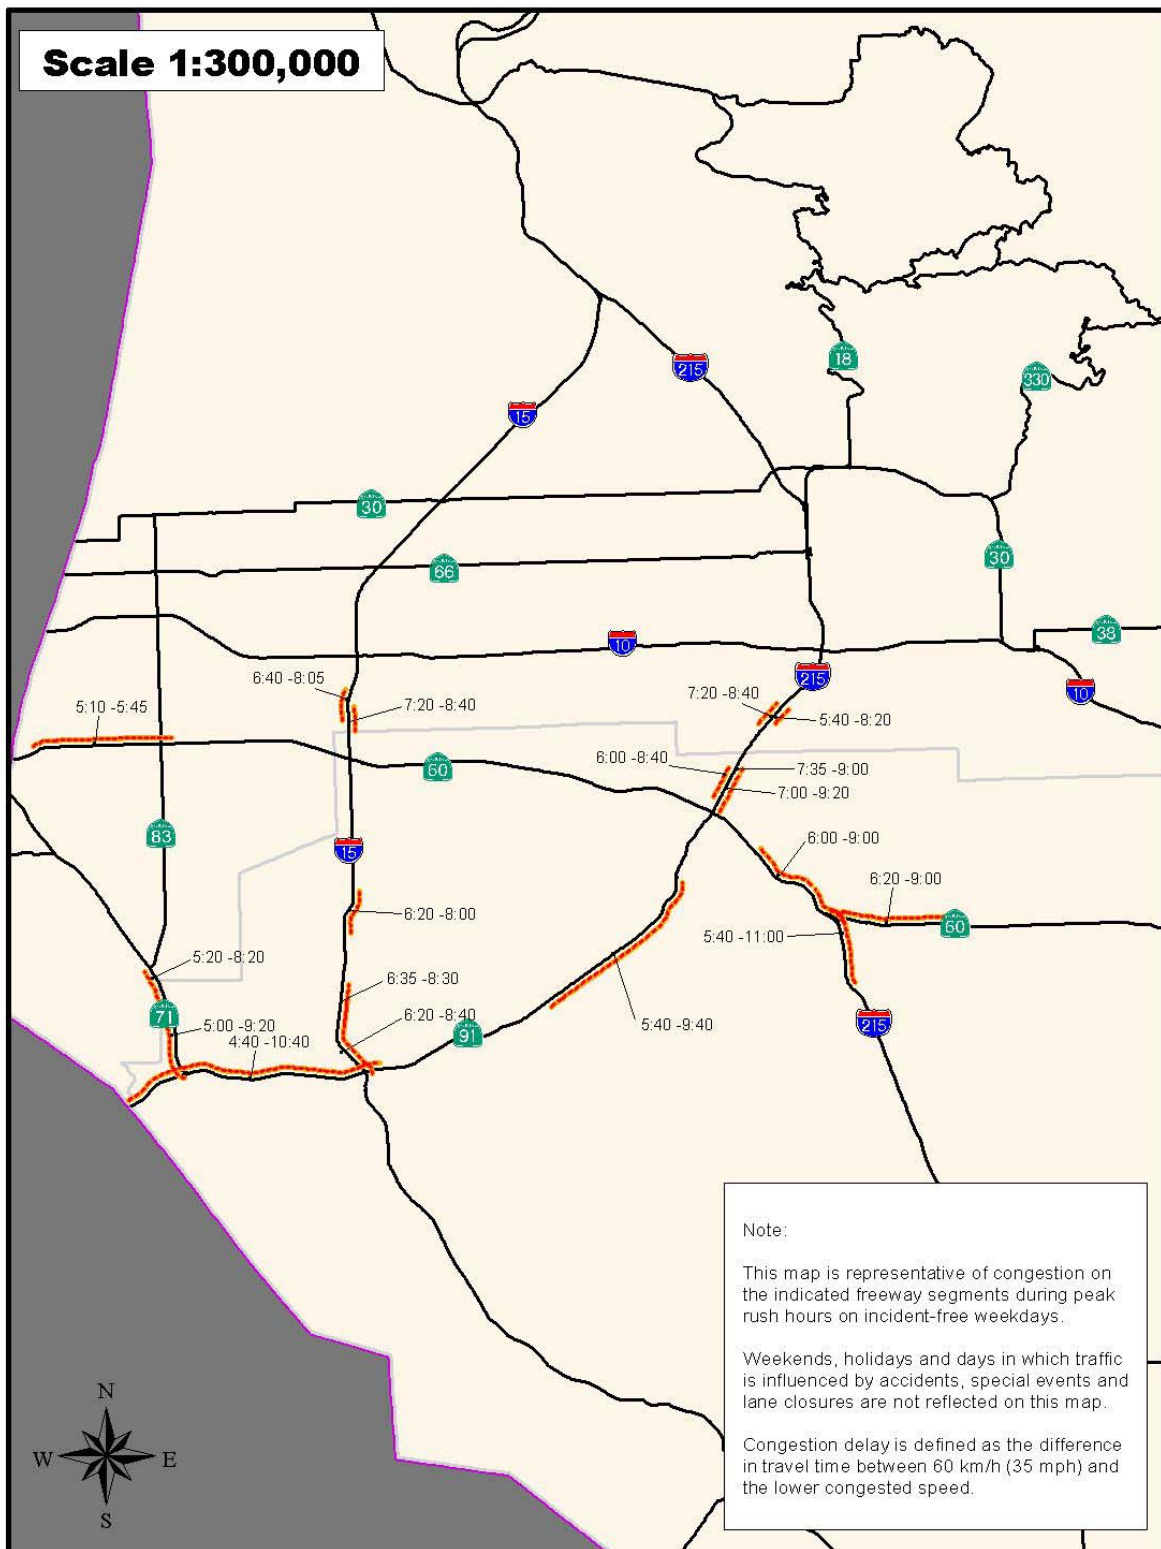 Scale 1:300,000
18
215
330
15
30
66
30
38
10
215
10
6:40 -8:05
7:20 -8:40
7:20 -8:40
5:40 -8:20
5:10 -5:45
6:00 -8:40
7:35 -9:00
7:00 -9:20
60
83
15
6:00 -9:00
6:20 -9:00
6:20 -8:00
60
5:40 -11:00
5:20 -8:20
6:35 -8:30
71
5:00 -9:20
6:20 -8:40
91
5:40 -9:40
215
4:40 -10:40
Note:
This map is representative of congestion on
the indicated freeway segments during peak
rush hours on incident-free weekdays.
Weekends, holidays and days in which traffic
is influenced by accidents, special events and
lane closures are not reflected on this map.
Congestion delay is defined as the difference
in travel time between 60 km/h (35 mph) and
the lower congested speed.
N
W E
S